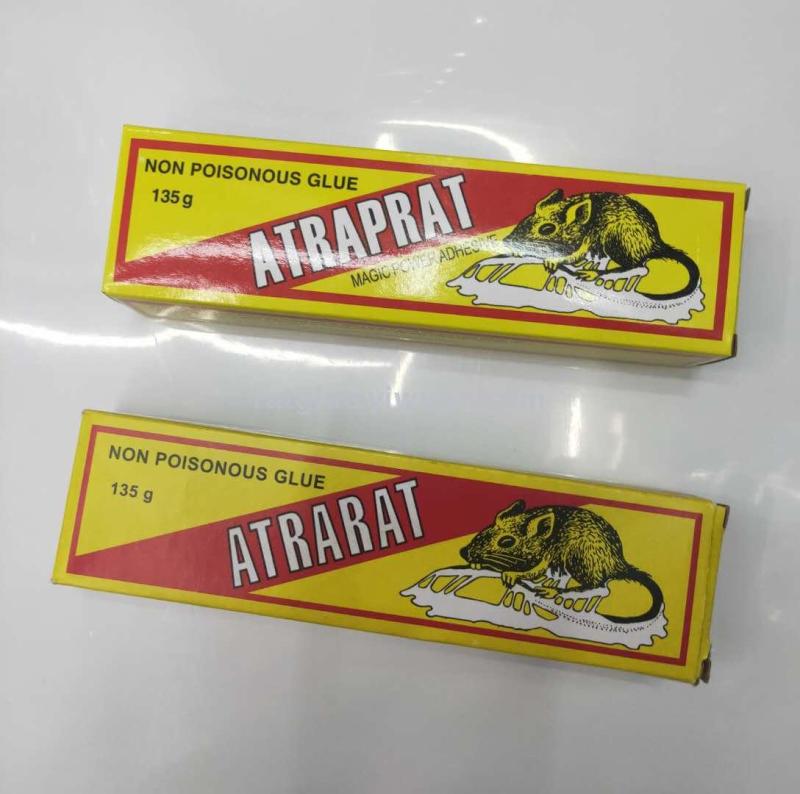 NON POISONOUS GLUE
135g
ATRAPRAT
MAGIC POWER ADHESIVE
NON POISONOUS GLUE
135 g
ATRARAT